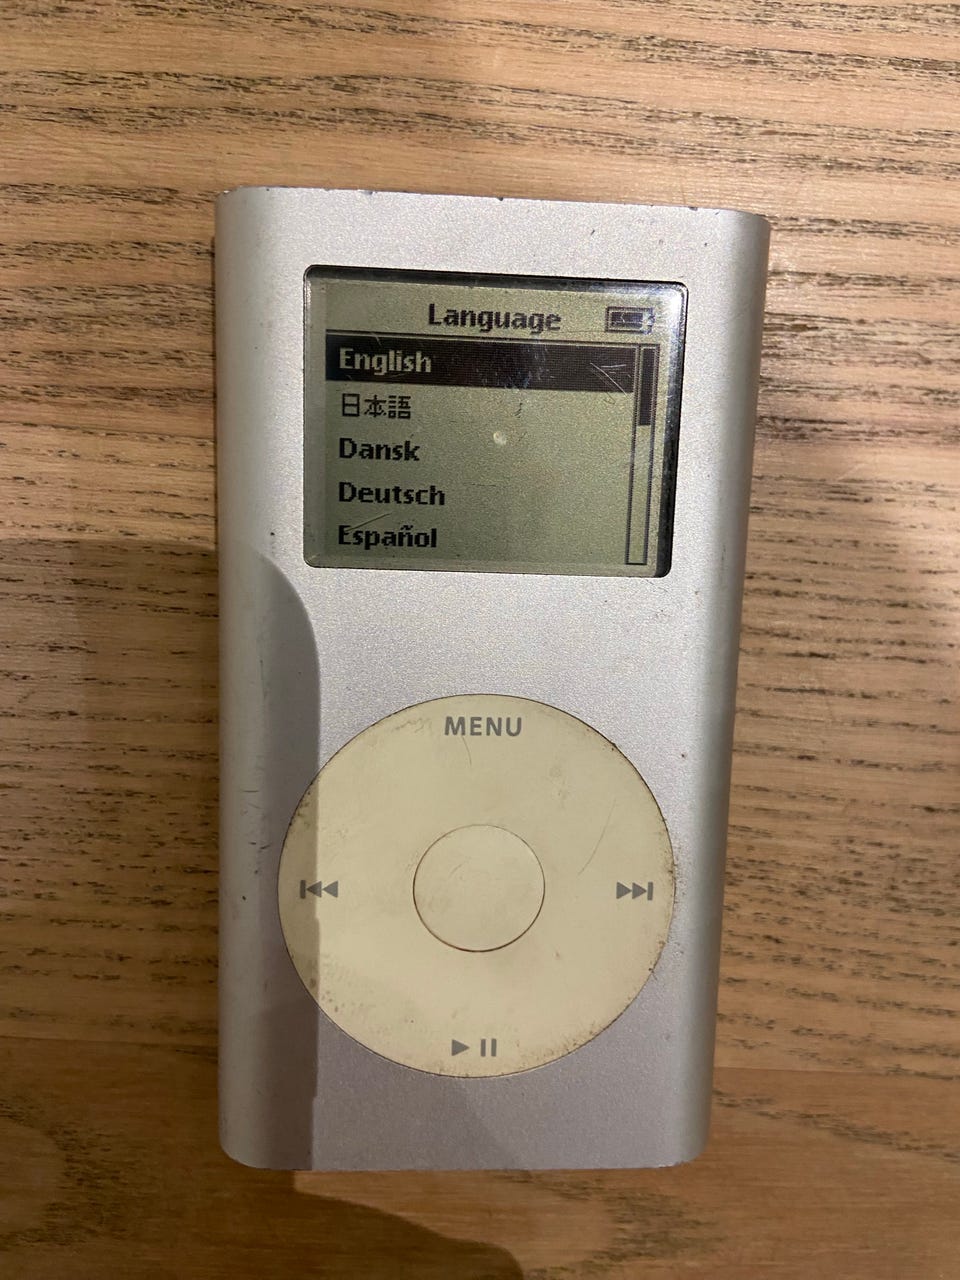 Language
English
日本語
Dansk
Deutsch
Español
MENU